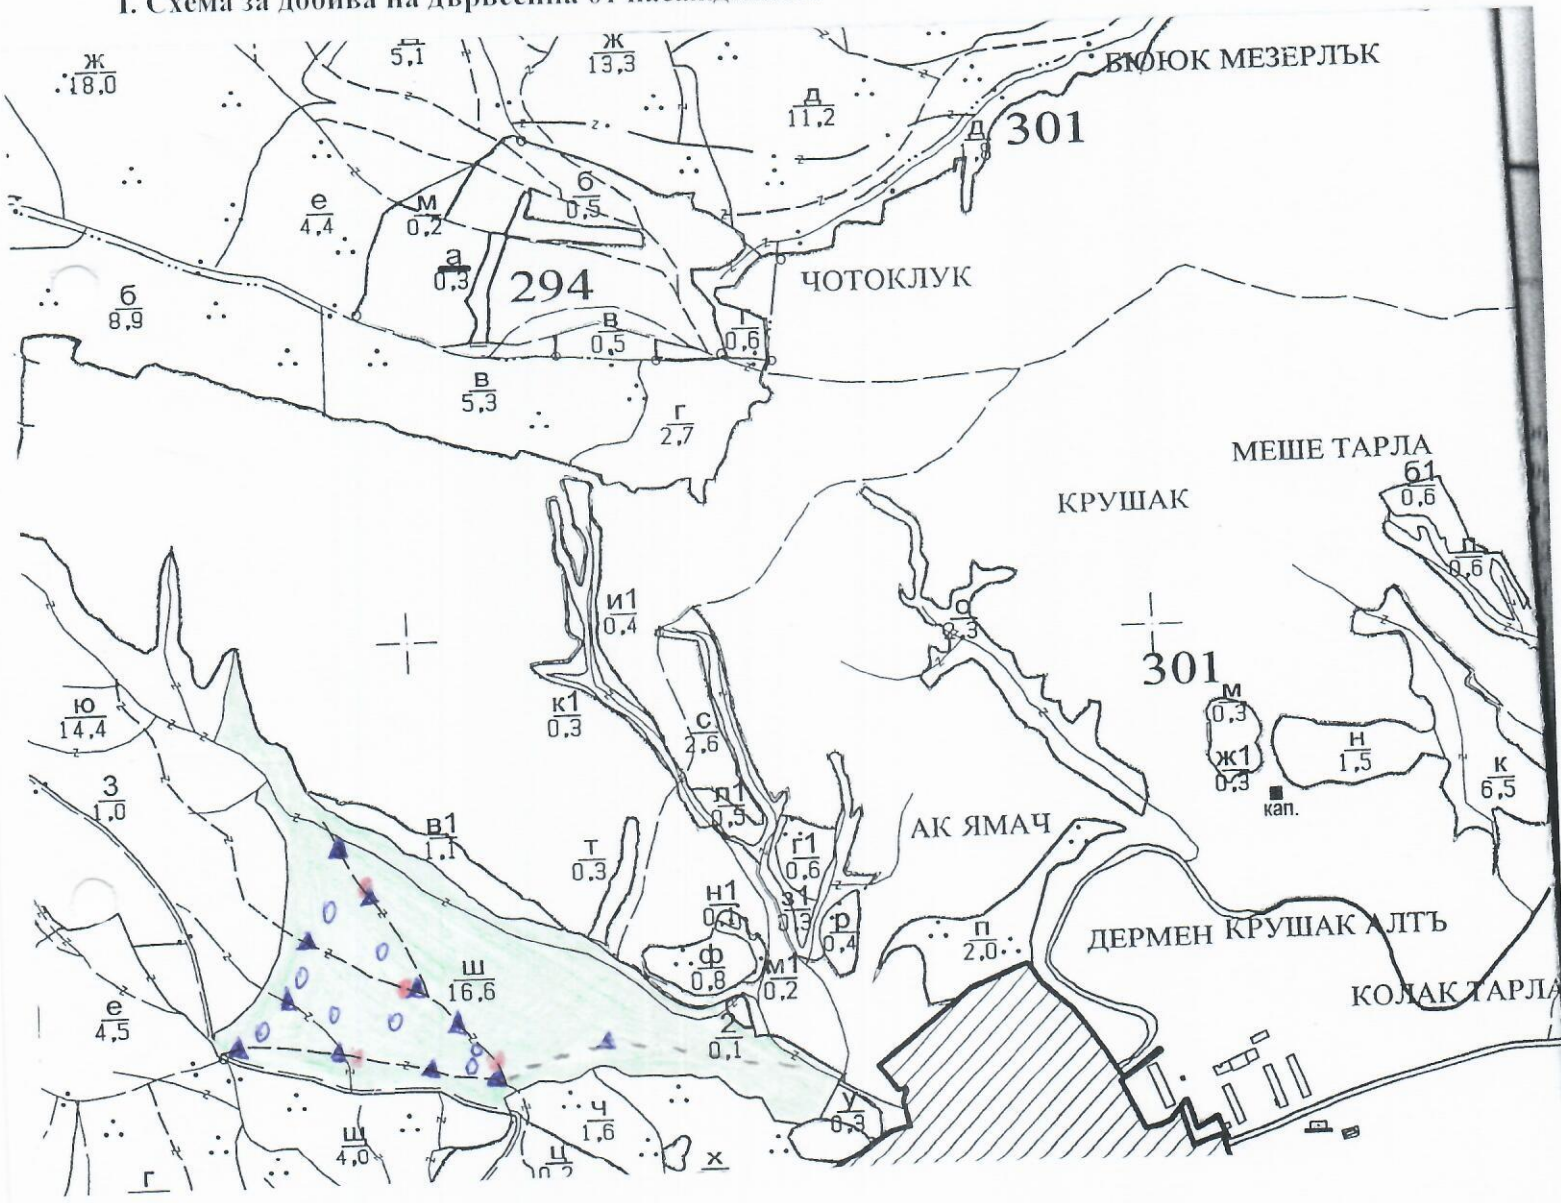 І. Схема за добива на дървесина от
ж
18,0
5,1
ж
13,3
д
11,2
БЮЮК МЕЗЕРЛЪК
301
д
е
4,4
м
0,2
б
0,5
а
0,3
294
ЧОТОКЛУК
б
8,9
в
0,5
г
0,6
в
5,3
г
2,7
МЕШЕ ТАРЛА
б1
0,6
КРУШАК
0,6
и1
0,4
о
301
м
0,3
ж1
0,3
н
1,5
к
6,5
кап.
ю
14,4
к1
0,3
с
2,6
З
1,0
л1
0,5
АК ЯМАЧ
в1
1,1
т
0,3
г1
0,6
н1
з1
0,3
р
0,4
п
2,0
ДЕРМЕН КРУШАК АЛТЪ
ф
0,8
м1
0,2
КОЛАК ТАРЛА
ш
16,6
е
4,5
2
0,1
у
0,3
ч
1,6
щ
4,0
ц
0,2
х
г